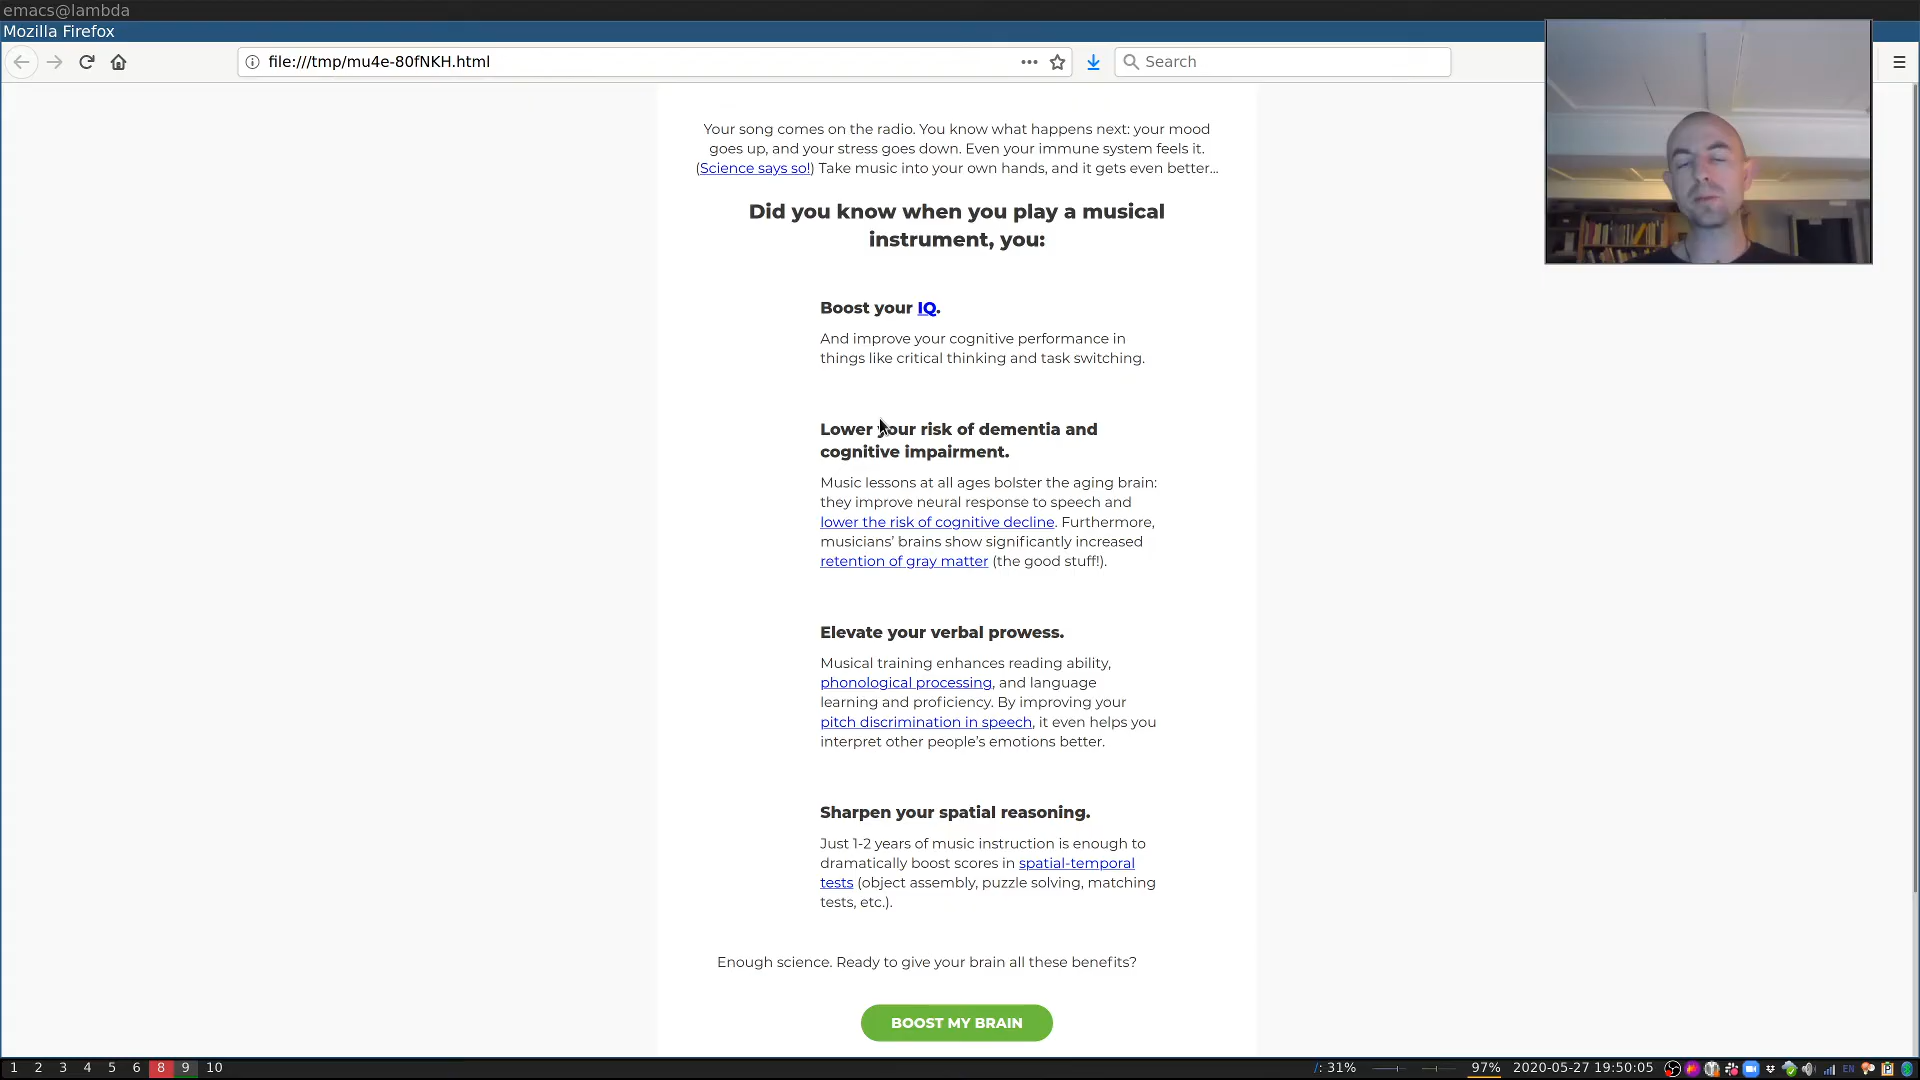 emacs@lambda
Mozilla Firefox
file:///tmp/mu4e-80fNKH.html
Search
Your song comes on the radio. You know what happens next: your mood
goes up, and your stress goes down. Even your immune system feels it.
(Science says so!) Take music into your own hands, and it gets even better...
Did you know when you play a musical
instrument, you:
Boost your IQ.
And improve your cognitive performance in
things like critical thinking and task switching.
Lower your risk of dementia and
cognitive impairment.
Music lessons at all ages bolster the aging brain:
they improve neural response to speech and
lower the risk of cognitive decline. Furthermore,
musicians' brains show significantly increased
retention of gray matter (the good stuff!).
Elevate your verbal prowess.
Musical training enhances reading ability,
phonological processing, and language
learning and proficiency. By improving your
pitch discrimination in speech, it even helps you
interpret other people's emotions better.
Sharpen your spatial reasoning.
Just 1-2 years of music instruction is enough to
dramatically boost scores in spatial-temporal
tests (object assembly, puzzle solving, matching
tests, etc.).
Enough science. Ready to give your brain all these benefits?
BOOST MY BRAIN
1 2 3 4 5 6 8 9 10 /: 31% 97% 2020-05-27 19:50:05 EN